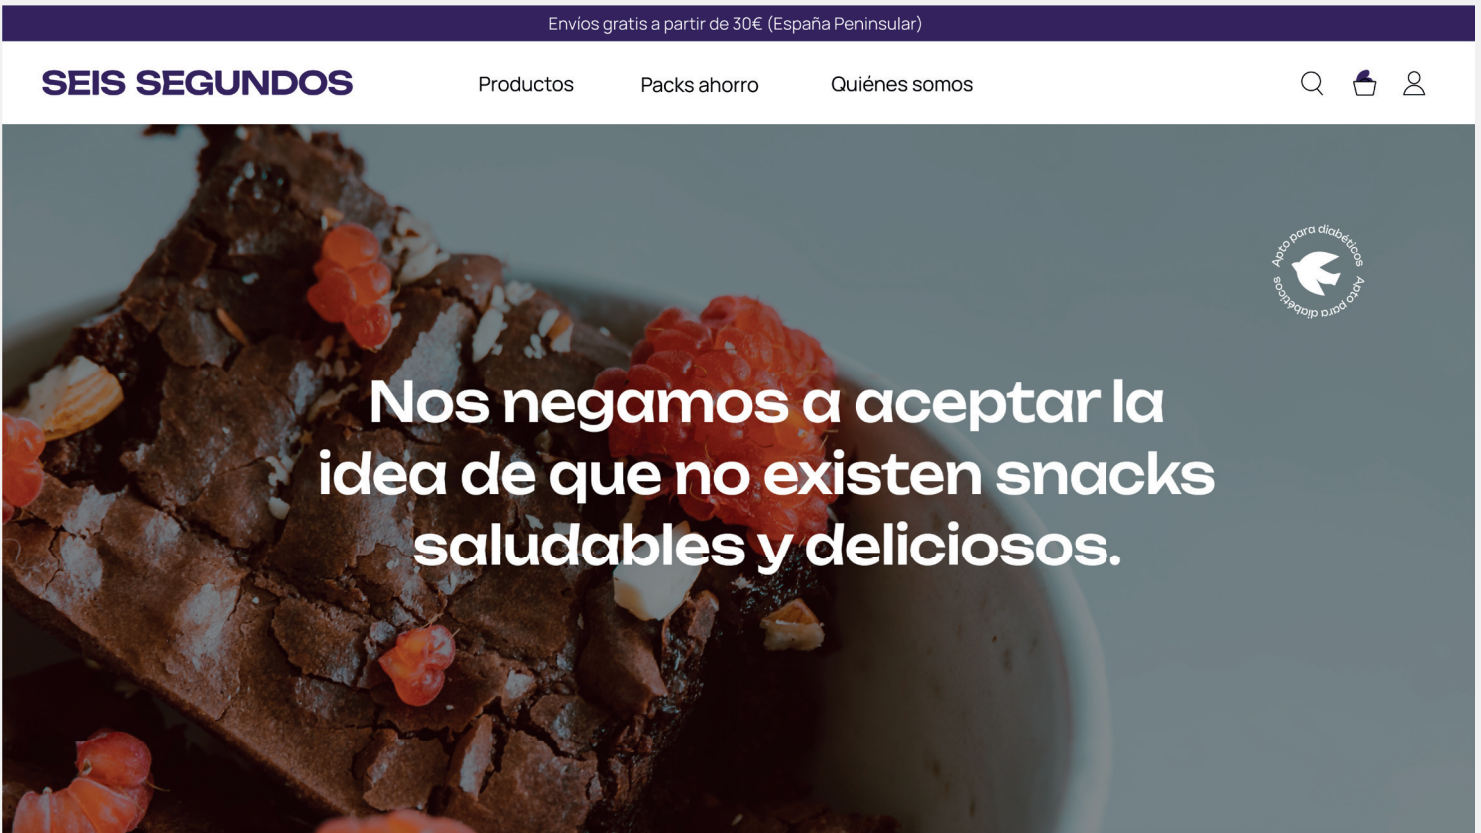 Envíos gratis a partir de 30€ (España Peninsular)
SEIS SEGUNDOS
Productos
Packs ahorro
Quiénes somos
Apto para diabéticos Apto para diabéticos
Nos negamos a aceptar la
idea de que no existen snacks
saludables y deliciosos.